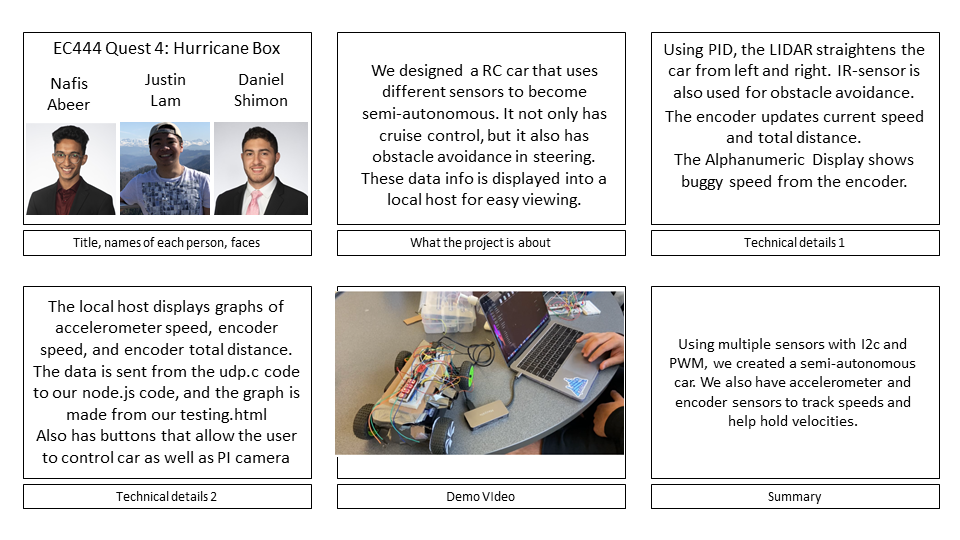 EC444 Quest 4: Hurricane Box
Nafis
Abeer
Justin
Lam
Daniel
Shimon
Title, names of each person, faces
We designed a RC car that uses
different sensors to become
semi-autonomous. It not only has
cruise control, but it also has
obstacle avoidance in steering.
These data info is displayed into a
local host for easy viewing.
What the project is about
Using PID, the LIDAR straightens the
car from left and right. IR-sensor is
also used for obstacle avoidance.
The encoder updates current speed
and total distance.
The Alphanumeric Display shows
buggy speed from the encoder.
Technical details 1
The local host displays graphs of
accelerometer speed, encoder
speed, and encoder total distance.
The data is sent from the udp.c code
to our node.js code, and the graph is
made from our testing.html
Also has buttons that allow the user
to control car as well as PI camera
Technical details 2
Demo VIdeo
Using multiple sensors with I2c and
PWM, we created a semi-autonomous
car. We also have accelerometer and
encoder sensors to track speeds and
help hold velocities.
Summary